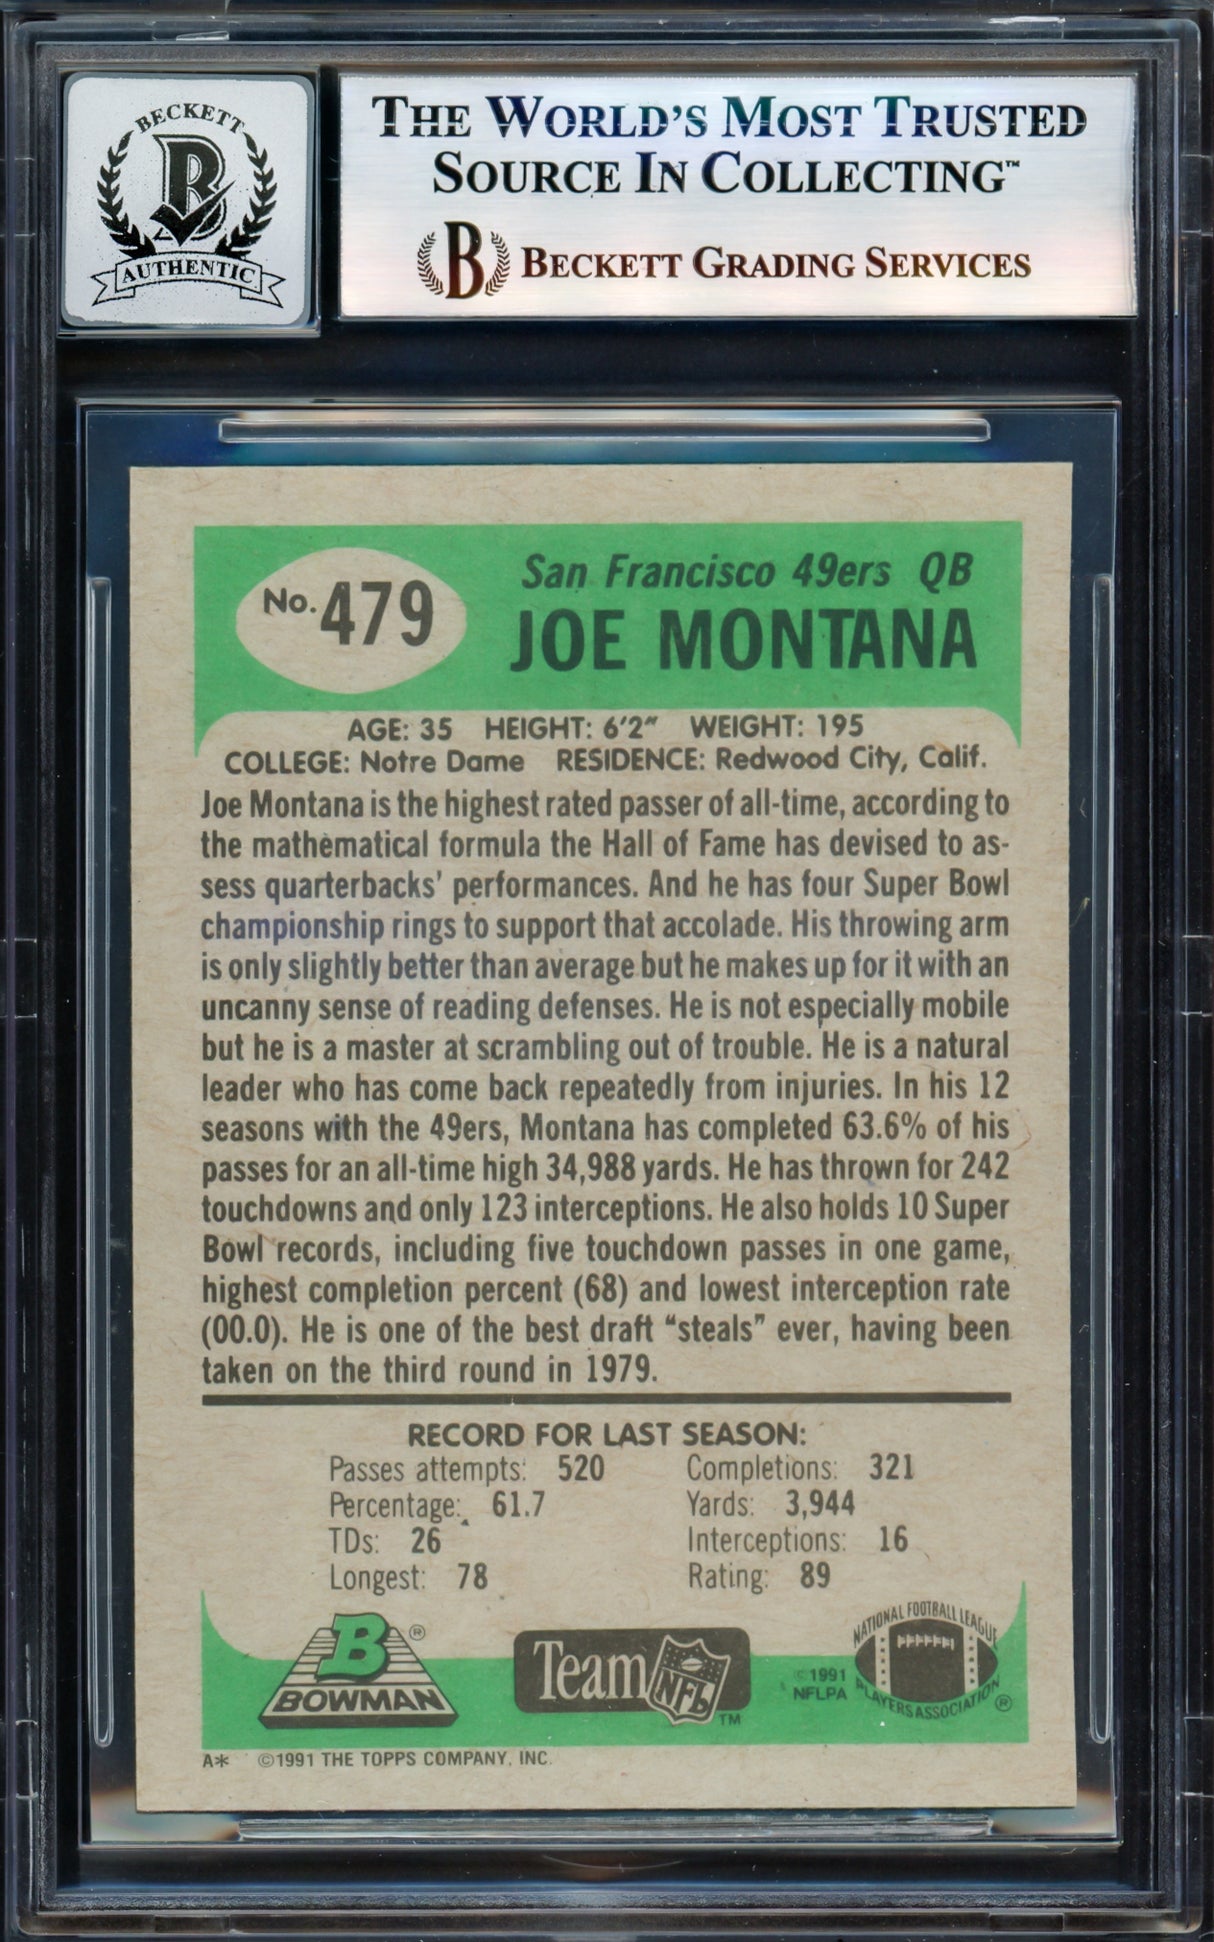 BECKETT
B
AUTHENTIC
THE WORLD'S MOST TRUSTED
SOURCE IN COLLECTING™
B BECKETT GRADING SERVICES
No. 479
San Francisco 49ers QB
JOE MONTANA
AGE: 35 HEIGHT: 6'2" WEIGHT: 195
COLLEGE: Notre Dame RESIDENCE: Redwood City, Calif.
Joe Montana is the highest rated passer of all-time, according to
the mathematical formula the Hall of Fame has devised to as-
sess quarterbacks' performances. And he has four Super Bowl
championship rings to support that accolade. His throwing arm
is only slightly better than average but he makes up for it with an
uncanny sense of reading defenses. He is not especially mobile
but he is a master at scrambling out of trouble. He is a natural
leader who has come back repeatedly from injuries. In his 12
seasons with the 49ers, Montana has completed 63.6% of his
passes for an all-time high 34,988 yards. He has thrown for 242
touchdowns and only 123 interceptions. He also holds 10 Super
Bowl records, including five touchdown passes in one game,
highest completion percent (68) and lowest interception rate
(00.0). He is one of the best draft "steals" ever, having been
taken on the third round in 1979.
RECORD FOR LAST SEASON:
Passes attempts: 520 Completions: 321
Percentage: 61.7 Yards: 3,944
TDs: 26 Interceptions: 16
Longest: 78 Rating: 89
B ®
BOWMAN
Team NFL ™
©1991
NFLPA
NATIONAL FOOTBALL LEAGUE
PLAYERS ASSOCIATION ®
A* ©1991 THE TOPPS COMPANY, INC.